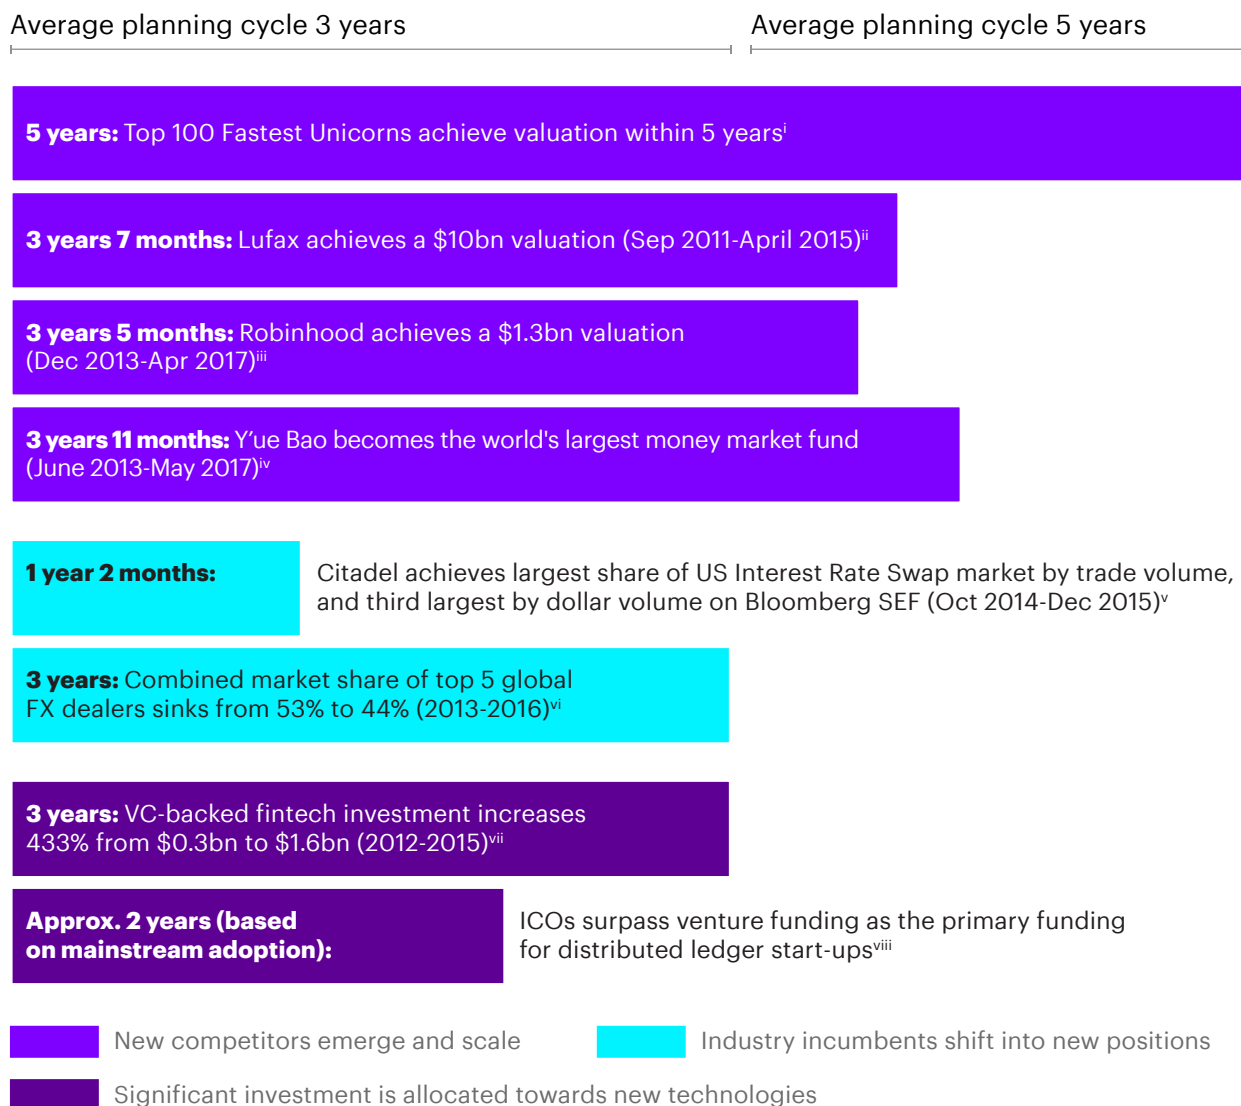 Average planning cycle 3 years
Average planning cycle 5 years
5 years: Top 100 Fastest Unicorns achieve valuation within 5 yearsⁱ
3 years 7 months: Lufax achieves a $10bn valuation (Sep 2011-April 2015)ⁱⁱ
3 years 5 months: Robinhood achieves a $1.3bn valuation
(Dec 2013-Apr 2017)ⁱⁱⁱ
3 years 11 months: Y’ue Bao becomes the world's largest money market fund
(June 2013-May 2017)ⁱᵛ
1 year 2 months:
Citadel achieves largest share of US Interest Rate Swap market by trade volume,
and third largest by dollar volume on Bloomberg SEF (Oct 2014-Dec 2015)ᵛ
3 years: Combined market share of top 5 global
FX dealers sinks from 53% to 44% (2013-2016)ᵛⁱ
3 years: VC-backed fintech investment increases
433% from $0.3bn to $1.6bn (2012-2015)ᵛⁱⁱ
Approx. 2 years (based
on mainstream adoption):
ICOs surpass venture funding as the primary funding
for distributed ledger start-upsᵛⁱⁱⁱ
New competitors emerge and scale
Industry incumbents shift into new positions
Significant investment is allocated towards new technologies